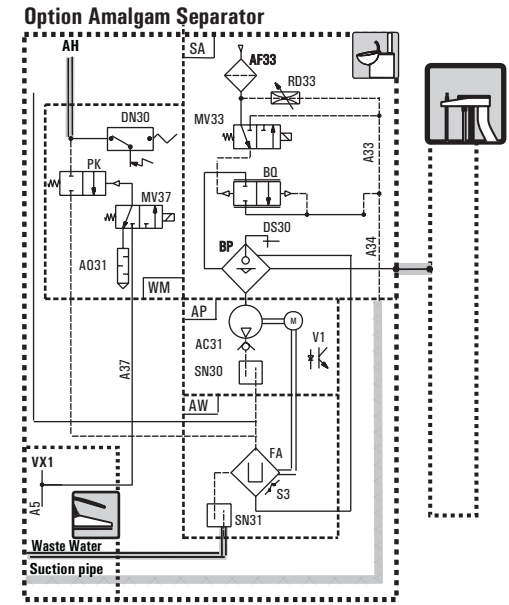 Option Amalgam Separator
AH
SA
AF33
RD33
DN30
MV33
PK
A33
BQ
MV37
DS30
BP
A34
AO31
WM
AP
M
AC31
V1
SN30
A37
AW
FA
VX1
S3
A5
SN31
Waste Water
Suction pipe